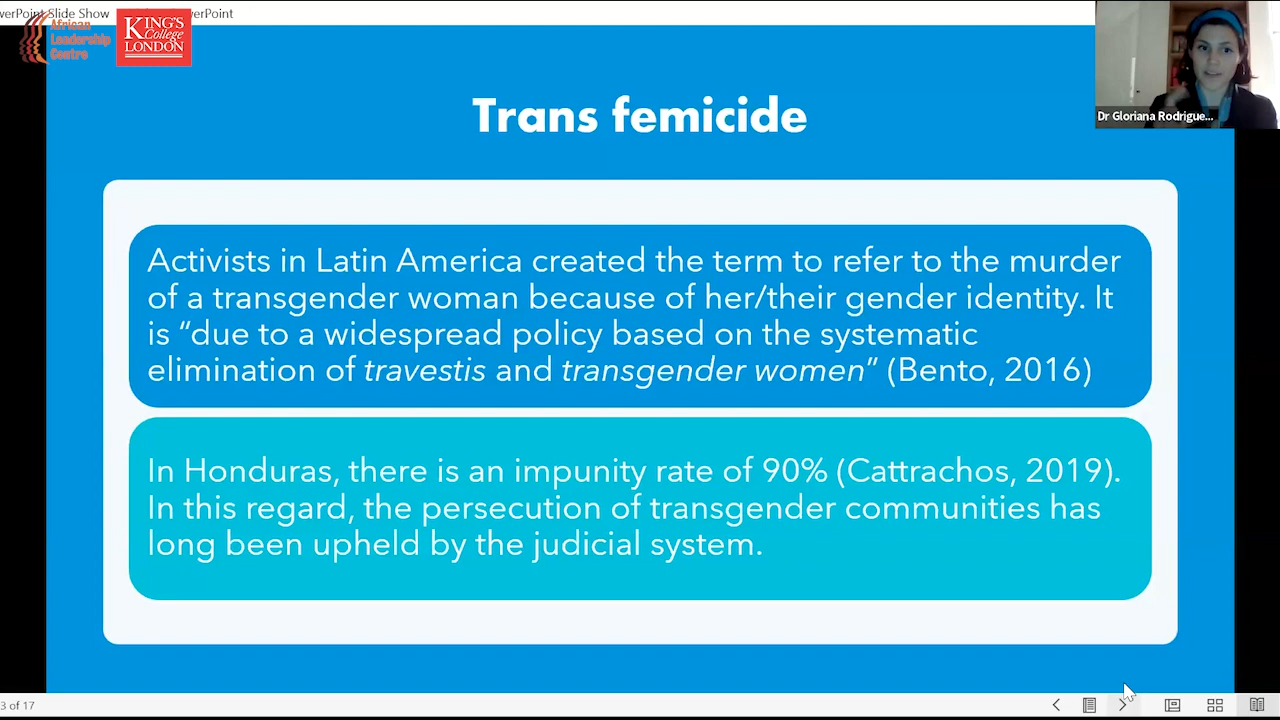 PowerPoint Slide Show
PowerPoint
African
Leadership
Centre
KING'S
College
LONDON
Dr Gloriana Rodrigue...
Trans femicide
Activists in Latin America created the term to refer to the murder
of a transgender woman because of her/their gender identity. It
is “due to a widespread policy based on the systematic
elimination of travestis and transgender women” (Bento, 2016)
In Honduras, there is an impunity rate of 90% (Cattrachos, 2019).
In this regard, the persecution of transgender communities has
long been upheld by the judicial system.
3 of 17